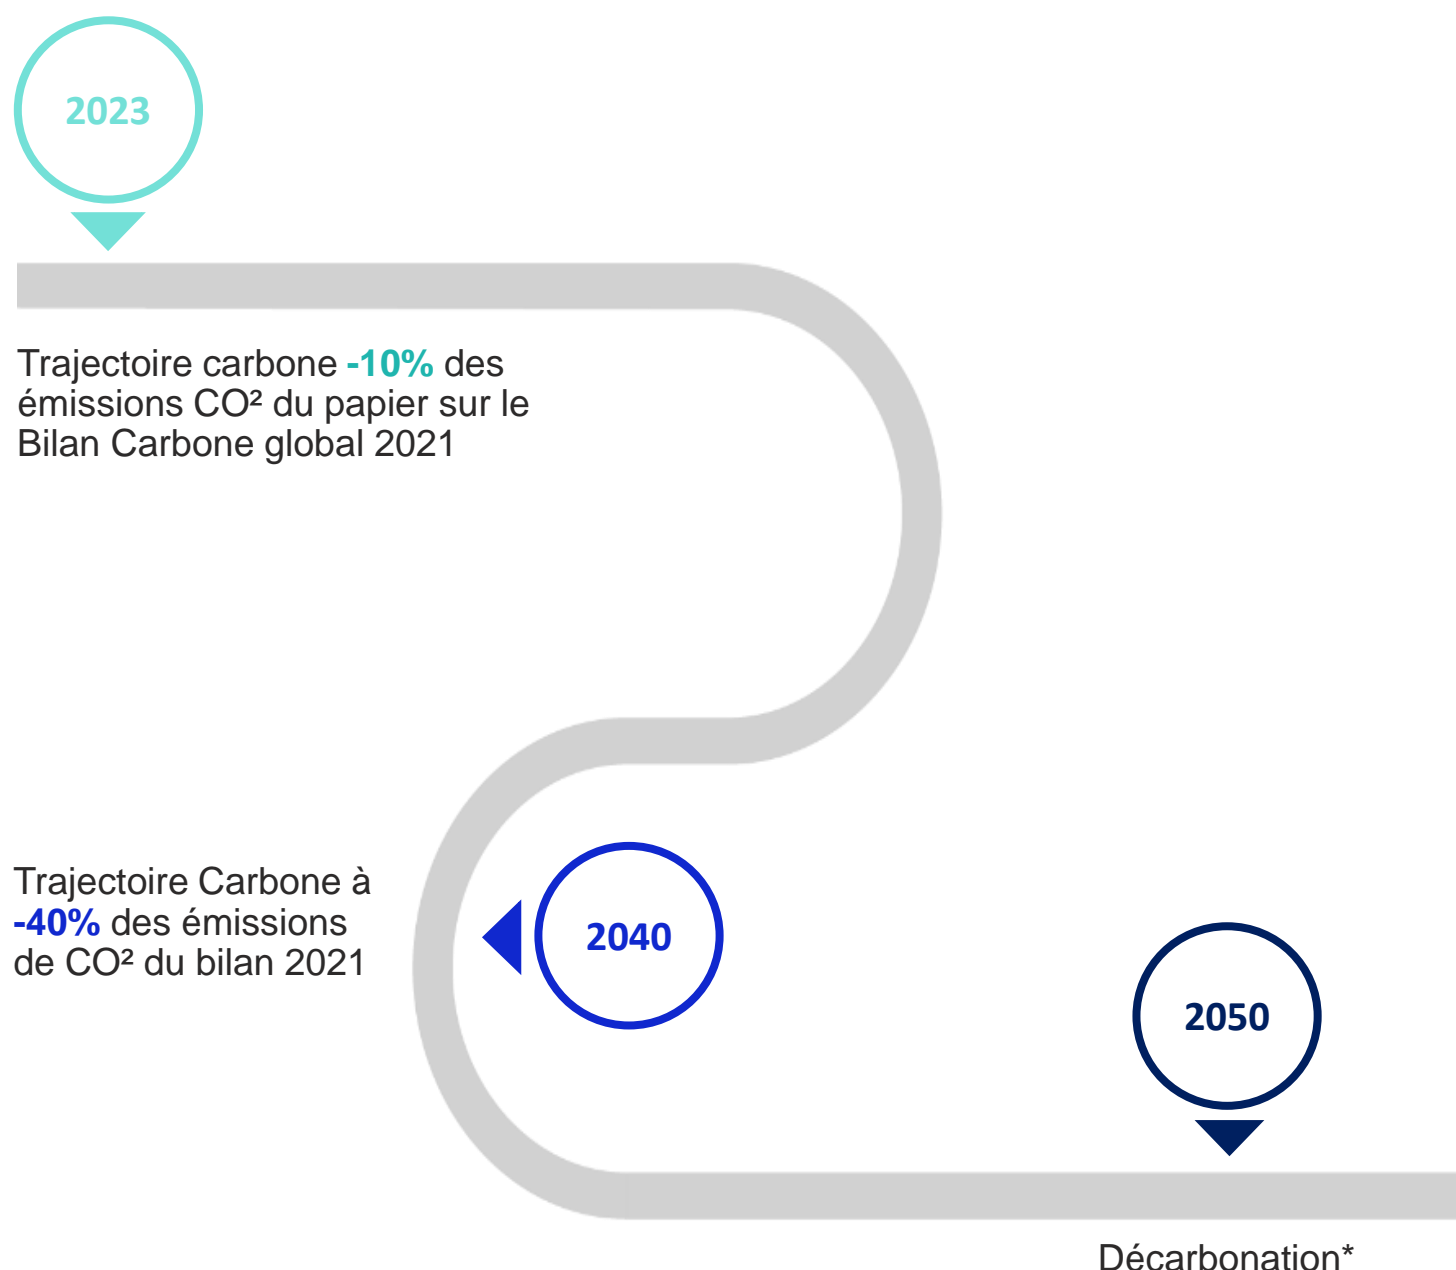 2023
Trajectoire carbone -10% des
émissions CO² du papier sur le
Bilan Carbone global 2021
Trajectoire Carbone à
-40% des émissions
de CO² du bilan 2021
2040
2050
Décarbonation*